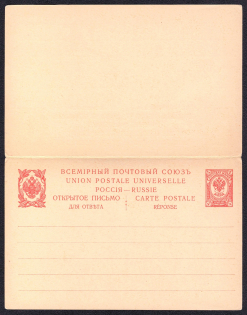 ВСЕМІРНЫЙ ПОЧТОВЫЙ СОЮЗЪ
UNION POSTALE UNIVERSELLE
РОССІЯ — RUSSIE
ОТКРЫТОЕ ПИСЬМО CARTE POSTALE
ДЛЯ ОТВѢТА RÉPONSE